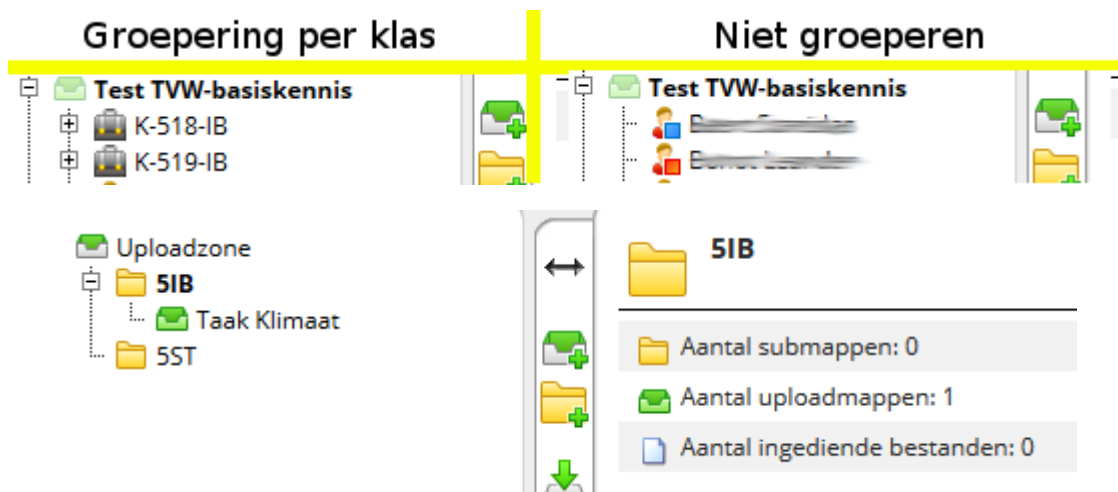 Groepering per klas
Niet groeperen
Test TVW-basiskennis
K-518-IB
K-519-IB
Test TVW-basiskennis
Uploadzone
5IB
Taak Klimaat
5ST
5IB
Aantal submappen: 0
Aantal uploadmappen: 1
Aantal ingediende bestanden: 0